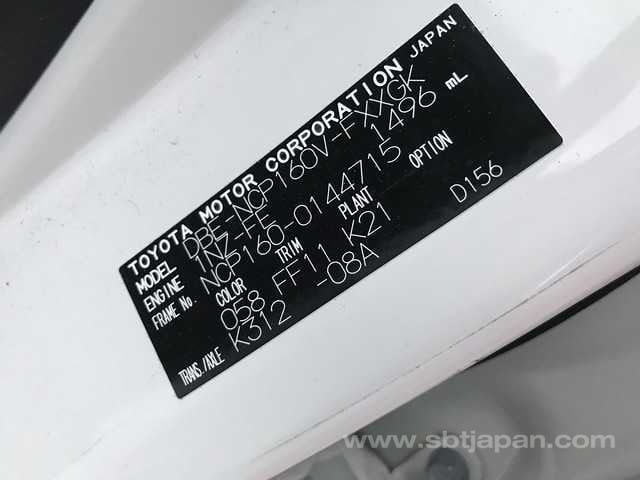 TOYOTA MOTOR CORPORATION JAPAN
MODEL DBE-NCP160V-FXXGK
ENGINE 1NZ-FE 1496 mL
FRAME No. NCP160-0144715
COLOR TRIM PLANT OPTION
058 FF11 K21
TRANS./AXLE K312 -08A D156
www.sbtjapan.com